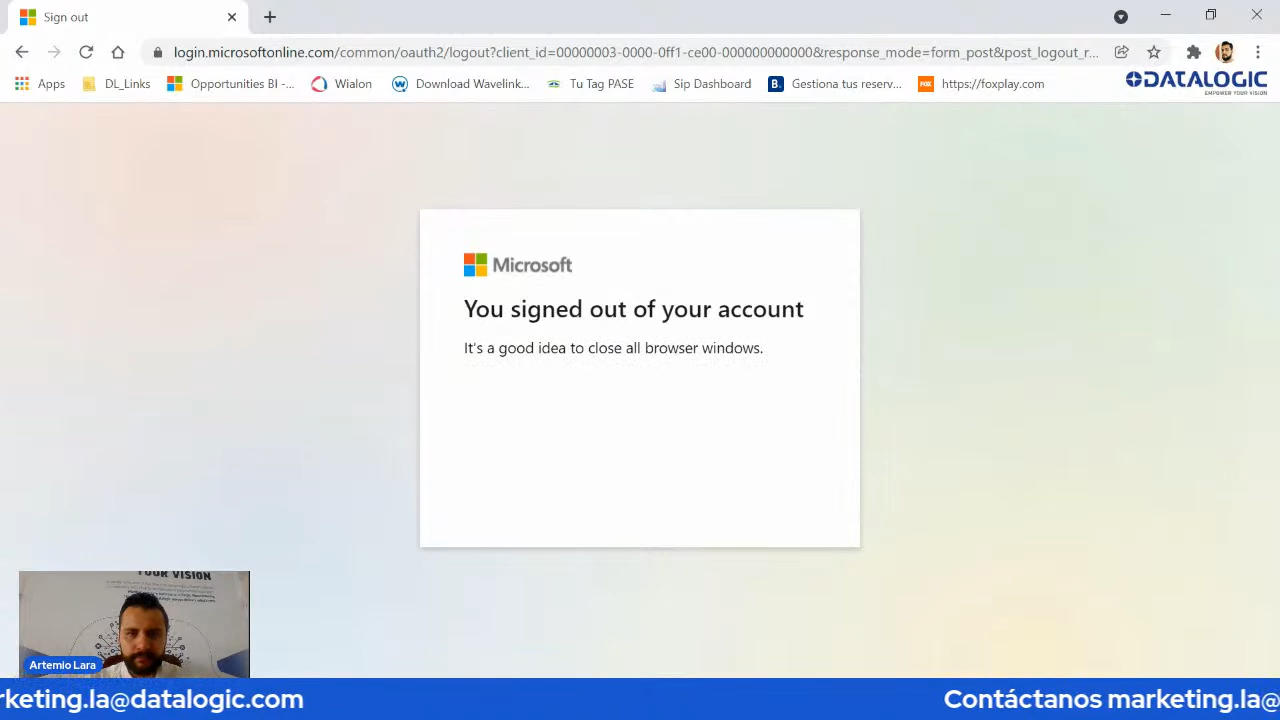 Sign out
login.microsoftonline.com/common/oauth2/logout?client_id=00000003-0000-0ff1-ce00-000000000000&response_mode=form_post&post_logout_r...
Apps
DL_Links
Opportunities BI -...
Wialon
Download Wavelink...
Tu Tag PASE
Sip Dashboard
B.
Gestiona tus reserv...
FOX
https://foxplay.com
DATALOGIC
EMPOWER YOUR VISION
Microsoft
You signed out of your account
It's a good idea to close all browser windows.
YOUR VISION
Artemio Lara
rketing.la@datalogic.com
Contáctanos marketing.la@